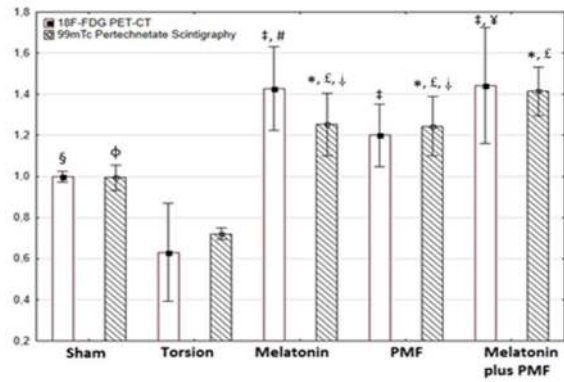 18F-FDG PET-CT
99mTc Pertechnetate Scintigraphy
1,8
1,6
1,4
1,2
1,0
0,8
0,6
0,4
0,2
§
ф
‡, #
*, £, ⸸
‡
*, £, ⸸
‡, ¥
*, £
Sham
Torsion
Melatonin
PMF
Melatonin
plus PMF